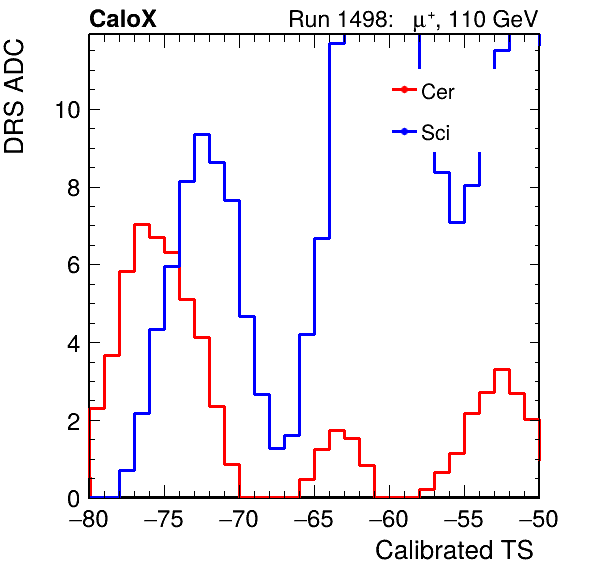 CaloX Run 1498: μ⁺, 110 GeV
DRS ADC
Cer
Sci
10
8
6
4
2
0
−80 −75 −70 −65 −60 −55 −50
Calibrated TS